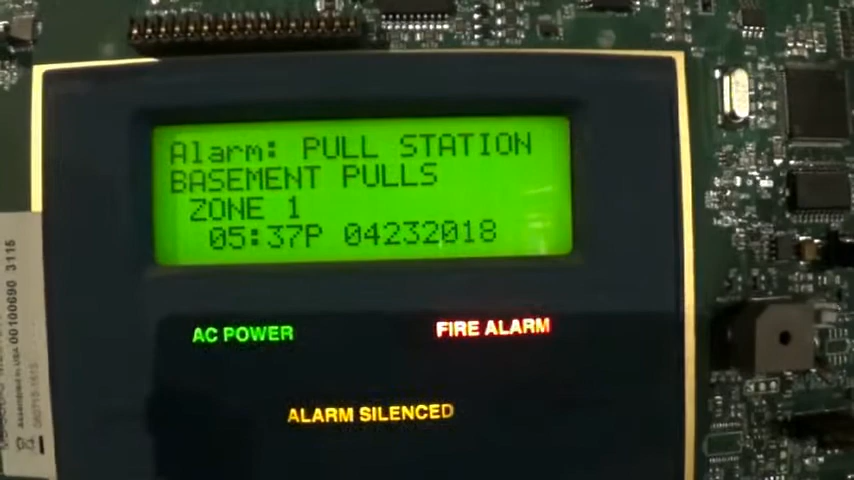 Alarm: PULL STATION
BASEMENT PULLS
ZONE 1
05:37P 04232018
AC POWER
FIRE ALARM
ALARM SILENCED